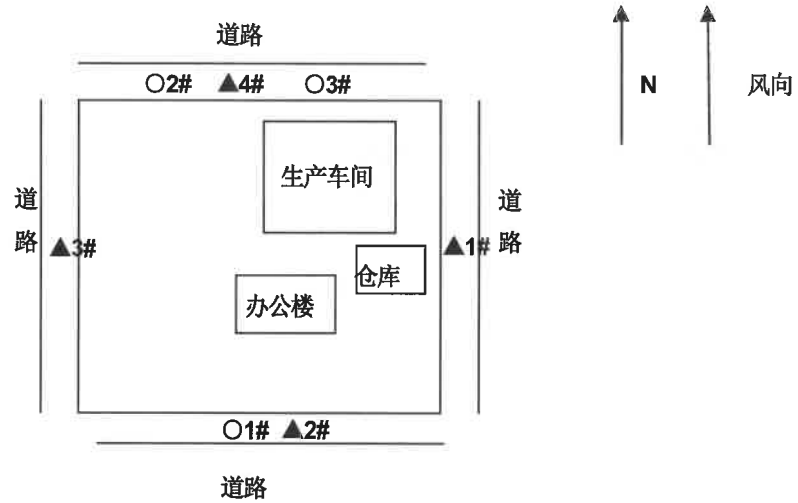 道路
○2# ▲4# ○3#
N 风向
生产车间
道路
道路
▲3#
▲1#
仓库
办公楼
○1# ▲2#
道路